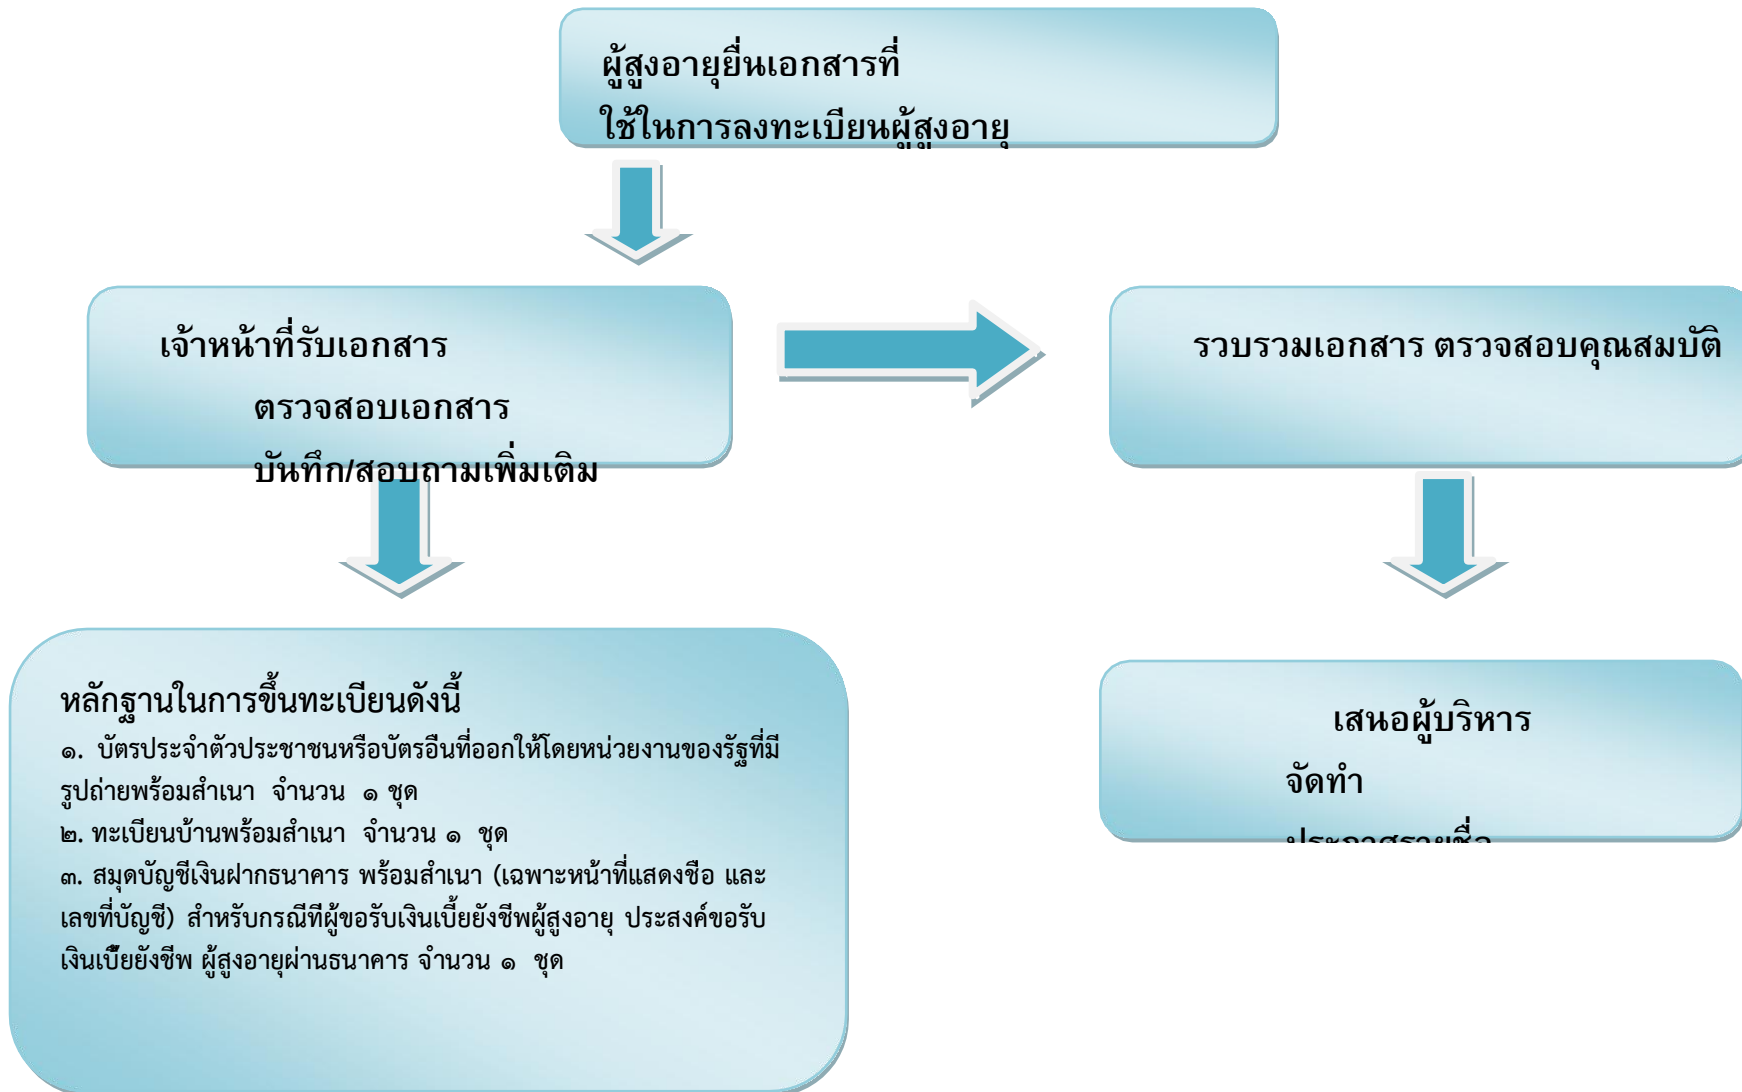 ผู้สูงอายุยื่นเอกสารที่
ใช้ในการลงทะเบียนผู้สูงอายุ
เจ้าหน้าที่รับเอกสาร
ตรวจสอบเอกสาร
บันทึก/สอบถามเพิ่มเติม
รวบรวมเอกสาร ตรวจสอบคุณสมบัติ
หลักฐานในการขึ้นทะเบียนดังนี้
๑. บัตรประจำตัวประชาชนหรือบัตรอื่นที่ออกให้โดยหน่วยงานของรัฐที่มี
รูปถ่ายพร้อมสำเนา จำนวน ๑ ชุด
๒. ทะเบียนบ้านพร้อมสำเนา จำนวน ๑ ชุด
๓. สมุดบัญชีเงินฝากธนาคาร พร้อมสำเนา (เฉพาะหน้าที่แสดงชื่อ และ
เลขที่บัญชี) สำหรับกรณีที่ผู้ขอรับเงินเบี้ยยังชีพผู้สูงอายุ ประสงค์ขอรับ
เงินเบี้ยยังชีพ ผู้สูงอายุผ่านธนาคาร จำนวน ๑ ชุด
เสนอผู้บริหาร
จัดทำ
ประกาศรายชื่อ